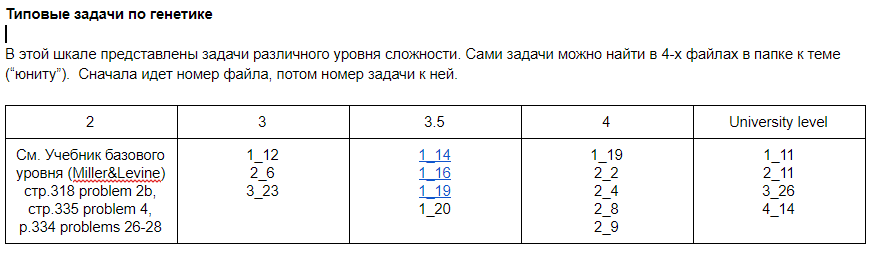 Типовые задачи по генетике
В этой шкале представлены задачи различного уровня сложности. Сами задачи можно найти в 4-х файлах в папке к теме
(“юниту”).  Сначала идет номер файла, потом номер задачи к ней.
2
3
3.5
4
University level
См. Учебник базового
уровня (Miller&Levine)
стр.318 problem 2b,
стр.335 problem 4,
p.334 problems 26-28
1_12
2_6
3_23
1_14
1_16
1_19
1_20
1_19
2_2
2_4
2_8
2_9
1_11
2_11
3_26
4_14